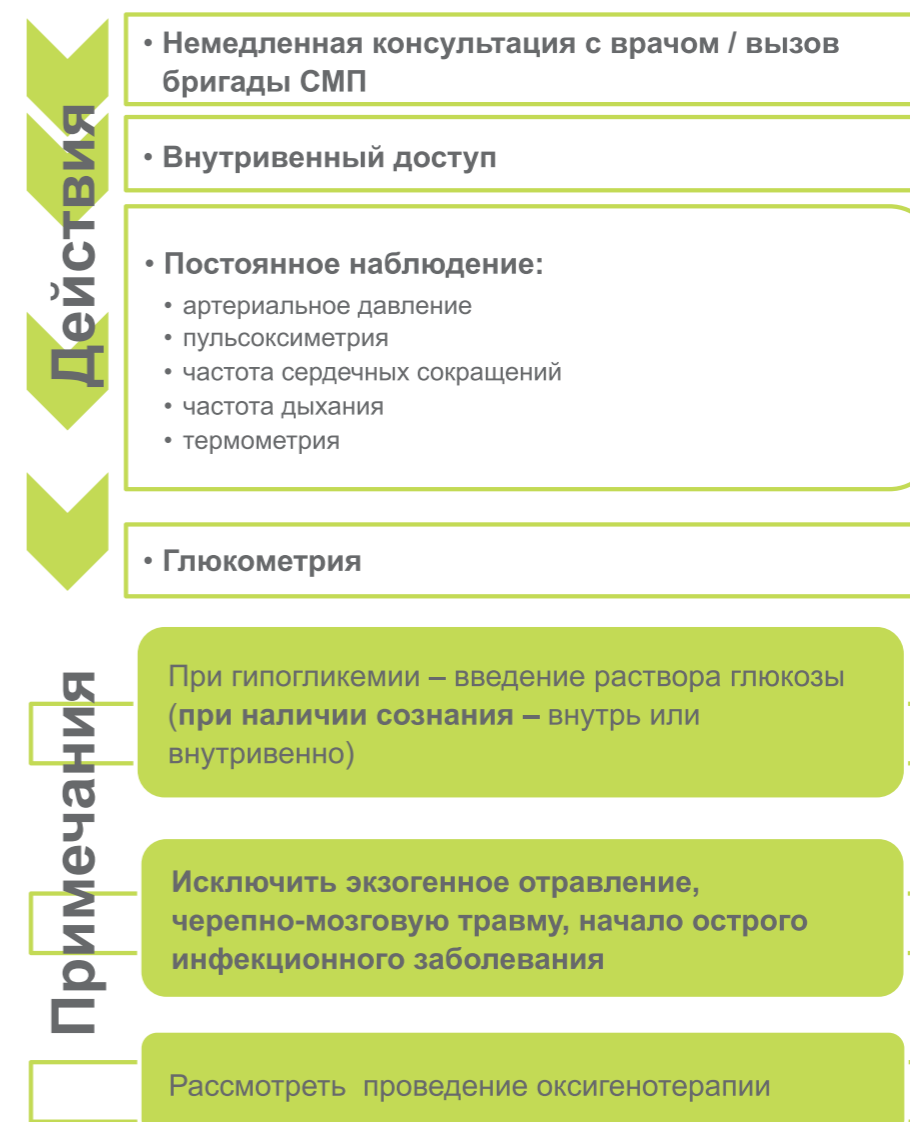 Действия
• Немедленная консультация с врачом / вызов
бригады СМП
• Внутривенный доступ
• Постоянное наблюдение:
• артериальное давление
• пульсоксиметрия
• частота сердечных сокращений
• частота дыхания
• термометрия
• Глюкометрия
Примечания
При гипогликемии – введение раствора глюкозы
(при наличии сознания – внутрь или
внутривенно)
Исключить экзогенное отравление,
черепно-мозговую травму, начало острого
инфекционного заболевания
Рассмотреть проведение оксигенотерапии